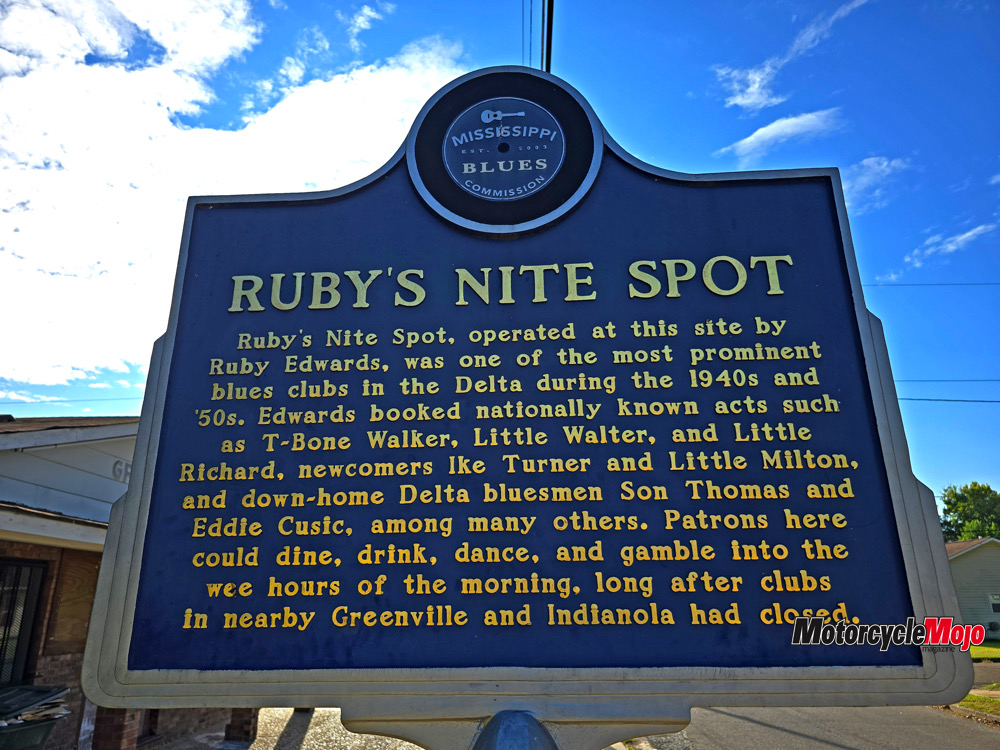 MISSISSIPPI
EST. 2003
BLUES
COMMISSION
RUBY'S NITE SPOT
Ruby's Nite Spot, operated at this site by
Ruby Edwards, was one of the most prominent
blues clubs in the Delta during the 1940s and
'50s. Edwards booked nationally known acts such
as T-Bone Walker, Little Walter, and Little
Richard, newcomers Ike Turner and Little Milton,
and down-home Delta bluesmen Son Thomas and
Eddie Cusic, among many others. Patrons here
could dine, drink, dance, and gamble into the
wee hours of the morning, long after clubs
in nearby Greenville and Indianola had closed.
MotorcycleMojo
magazine